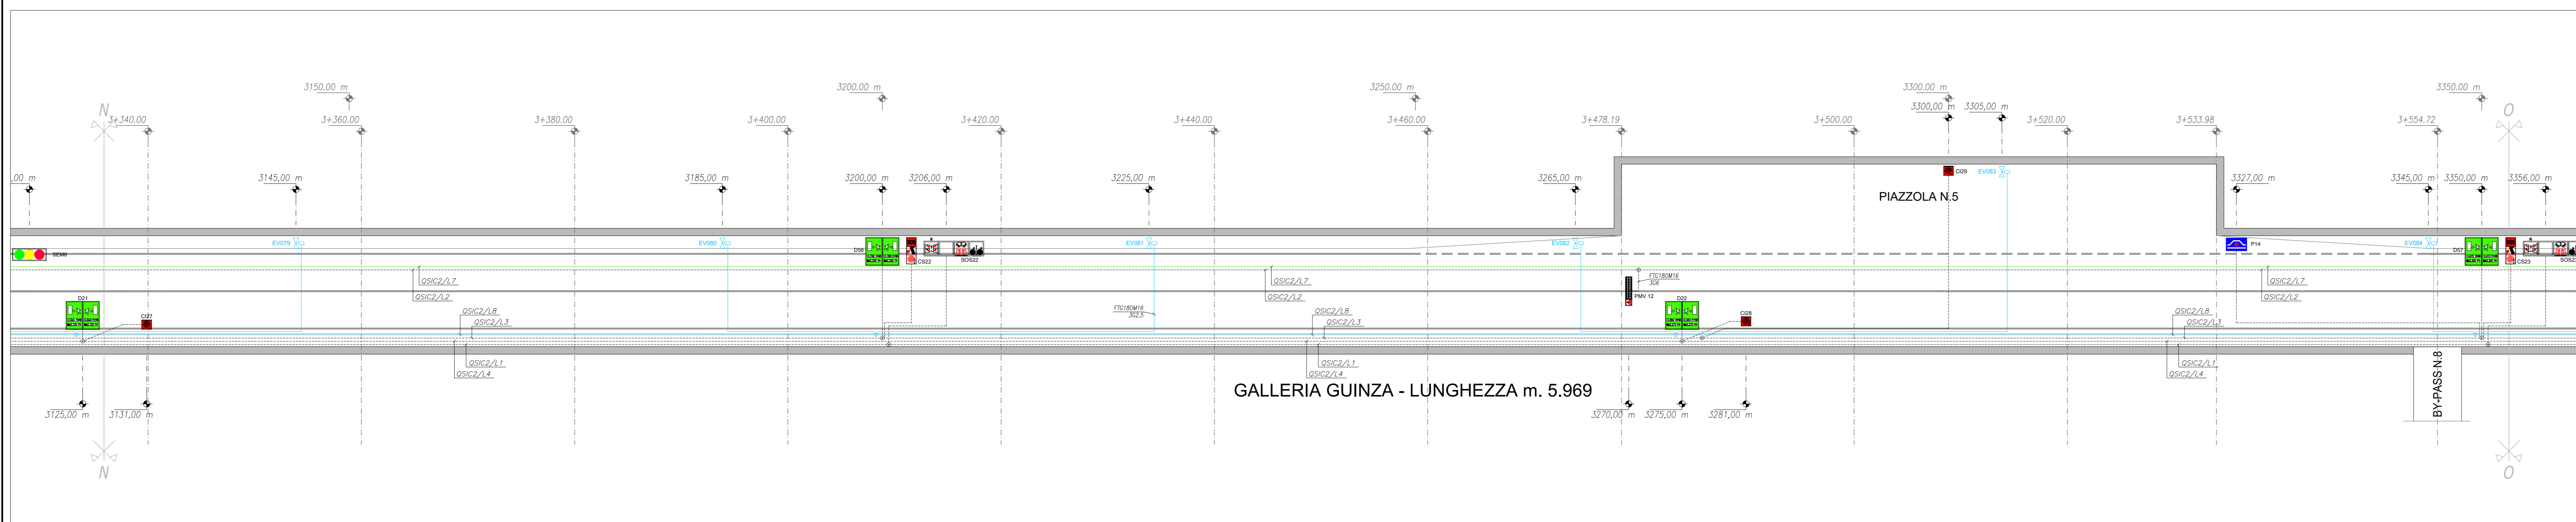 3150.00 m
3200.00 m
3250.00 m
3300.00 m
3350.00 m
3300,00 m
3305,00 m
N
O
3+340.00
3+360.00
3+380.00
3+400.00
3+420.00
3+440.00
3+460.00
3+478.19
3+500.00
3+520.00
3+533.98
3+554.72
,00 m
3145,00 m
3185,00 m
3200,00 m
3206,00 m
3225,00 m
3265,00 m
3327,00 m
3345,00 m
3350,00 m
3356,00 m
CI29
EV083
PIAZZOLA N.5
EV079
EV080
EV081
EV082
EV084
SEM6
D58
CS22
SOS22
P14
D57
CS23
SOS23
QSIC2/L7
QSIC2/L7
QSIC2/L7
QSIC2/L2
QSIC2/L2
QSIC2/L2
FTG18OM16
3G6
PMV 12
D21
D22
CI27
CI28
QSIC2/L8
QSIC2/L3
FTG18OM16
3G2,5
QSIC2/L8
QSIC2/L3
QSIC2/L8
QSIC2/L3
QSIC2/L1
QSIC2/L4
QSIC2/L1
QSIC2/L4
QSIC2/L1
QSIC2/L4
GALLERIA GUINZA - LUNGHEZZA m. 5.969
BY-PASS N.8
3125,00 m
3131,00 m
3270,00 m
3275,00 m
3281,00 m
N
O